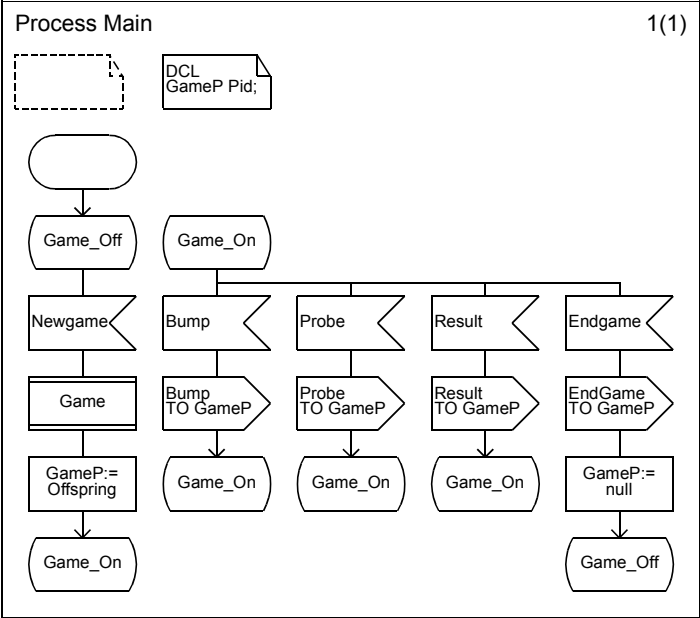 Process Main
1(1)
DCL
GameP Pid;
Game_Off
Game_On
Newgame
Bump
Probe
Result
Endgame
Game
Bump
TO GameP
Probe
TO GameP
Result
TO GameP
EndGame
TO GameP
GameP:=
Offspring
Game_On
Game_On
Game_On
GameP:=
null
Game_On
Game_Off